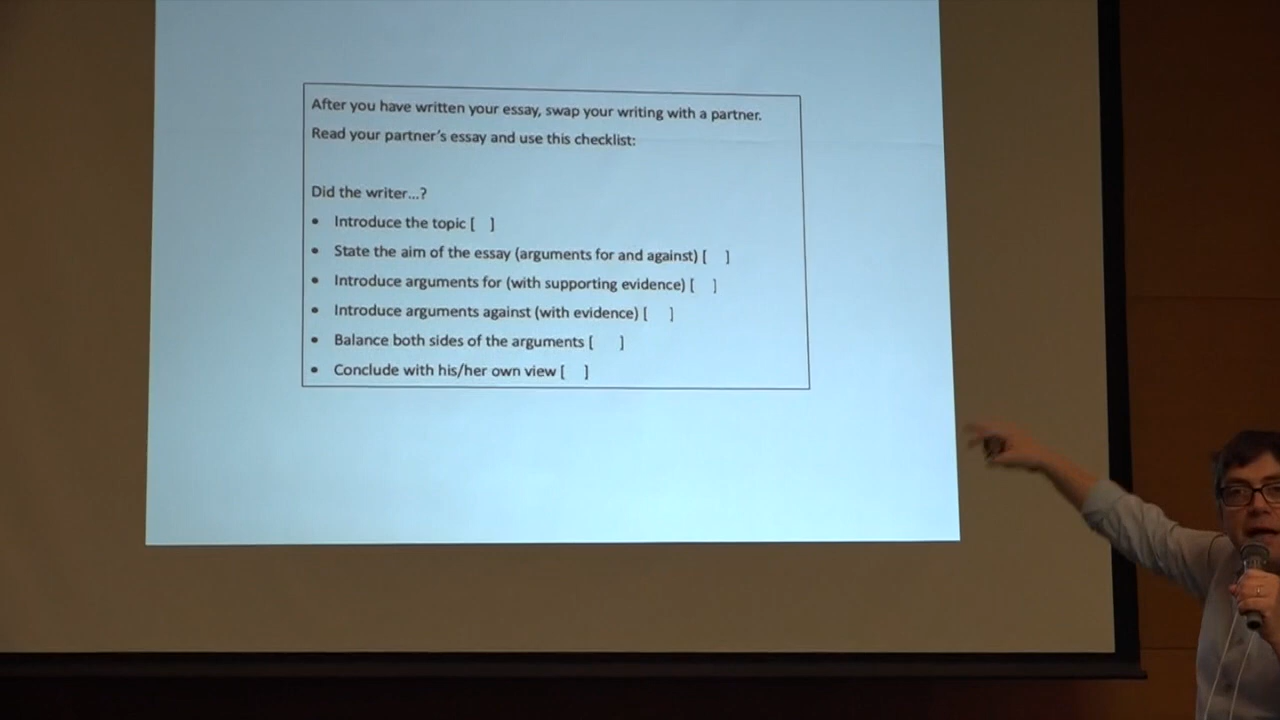 After you have written your essay, swap your writing with a partner.
Read your partner's essay and use this checklist:
Did the writer...?
• Introduce the topic [ ]
• State the aim of the essay (arguments for and against) [ ]
• Introduce arguments for (with supporting evidence) [ ]
• Introduce arguments against (with evidence) [ ]
• Balance both sides of the arguments [ ]
• Conclude with his/her own view [ ]